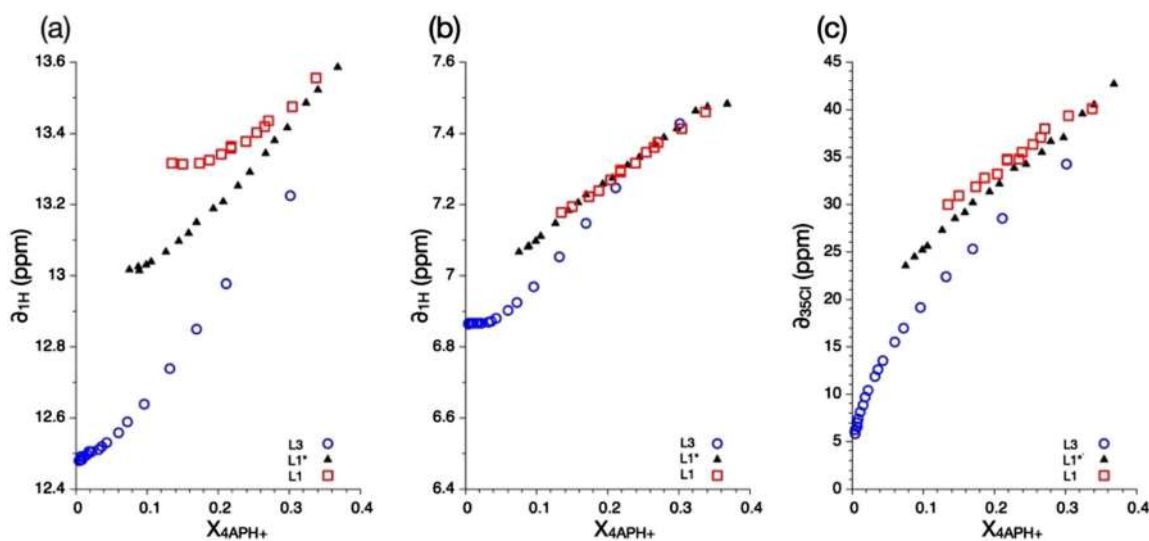 (a)
13.6
13.4
13.2
13
12.8
12.6
12.4
0
0.1
0.2
0.3
0.4
∂1H (ppm)
X4APH+
L3
L1*
L1
(b)
7.6
7.4
7.2
7
6.8
6.6
6.4
0
0.1
0.2
0.3
0.4
∂1H (ppm)
X4APH+
L3
L1*
L1
(c)
45
40
35
30
25
20
15
10
5
0
0
0.1
0.2
0.3
0.4
∂35Cl (ppm)
X4APH+
L3
L1*'
L1